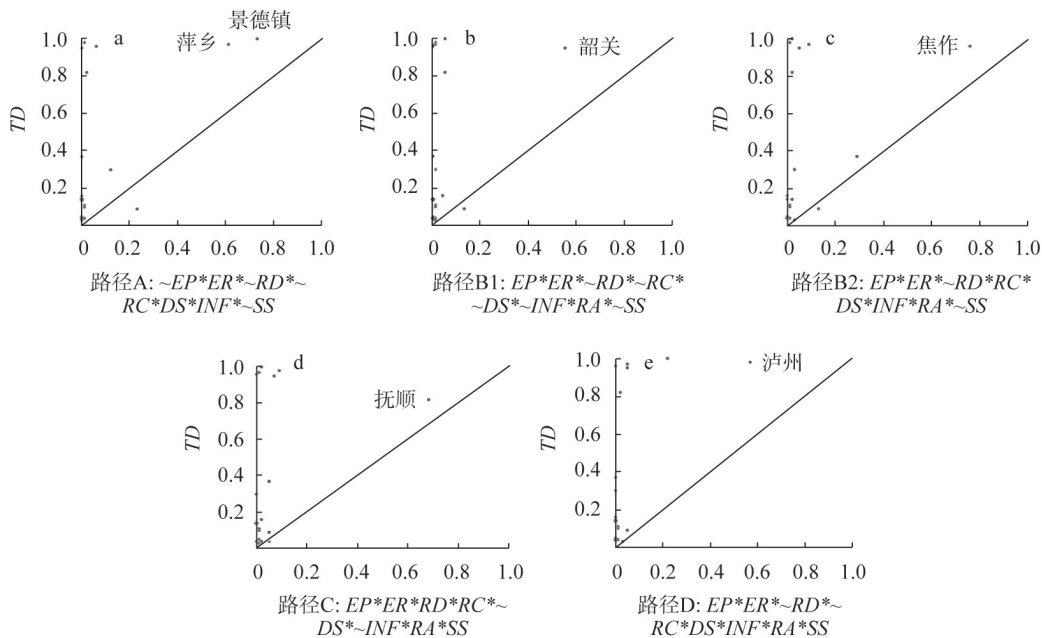 景德镇
萍乡
a
1.0
0.8
0.6
0.4
0.2
TD
0 0.2 0.4 0.6 0.8 1.0
路径A: ~EP*ER*~RD*~
RC*DS*INF*~SS
韶关
b
1.0
0.8
0.6
0.4
0.2
TD
0 0.2 0.4 0.6 0.8 1.0
路径B1: EP*ER*~RD*~RC*
~DS*~INF*RA*~SS
焦作
c
1.0
0.8
0.6
0.4
0.2
TD
0 0.2 0.4 0.6 0.8 1.0
路径B2: EP*ER*~RD*RC*
DS*INF*RA*~SS
d
抚顺
1.0
0.8
0.6
0.4
0.2
TD
0 0.2 0.4 0.6 0.8 1.0
路径C: EP*ER*RD*RC*~
DS*~INF*RA*SS
e
泸州
1.0
0.8
0.6
0.4
0.2
TD
0 0.2 0.4 0.6 0.8 1.0
路径D: EP*ER*~RD*~
RC*DS*INF*RA*SS